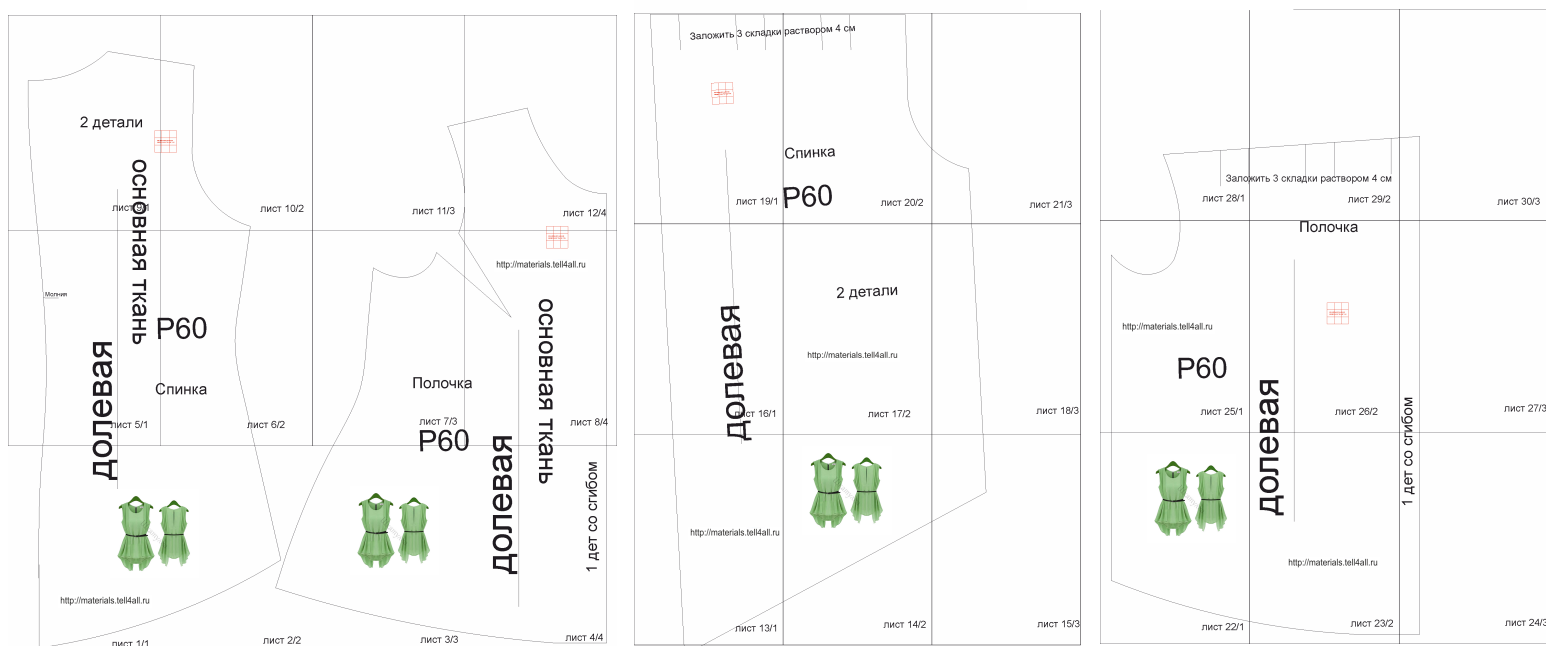 2 детали
основная ткань
лист 9/1
лист 10/2
лист 11/3
лист 12/4
http://materials.tell4all.ru
Молния
P60
основная ткань
долевая
Спинка
Полочка
лист 5/1
лист 6/2
лист 7/3
лист 8/4
P60
долевая
1 дет со сгибом
http://materials.tell4all.ru
лист 1/1
лист 2/2
лист 3/3
лист 4/4
Заложить 3 складки раствором 4 см
Спинка
P60
лист 19/1
лист 20/2
лист 21/3
2 детали
долевая
http://materials.tell4all.ru
лист 16/1
лист 17/2
лист 18/3
http://materials.tell4all.ru
лист 13/1
лист 14/2
лист 15/3
Заложить 3 складки раствором 4 см
лист 28/1
лист 29/2
лист 30/3
Полочка
http://materials.tell4all.ru
P60
долевая
1 дет со сгибом
лист 25/1
лист 26/2
лист 27/3
http://materials.tell4all.ru
лист 22/1
лист 23/2
лист 24/3